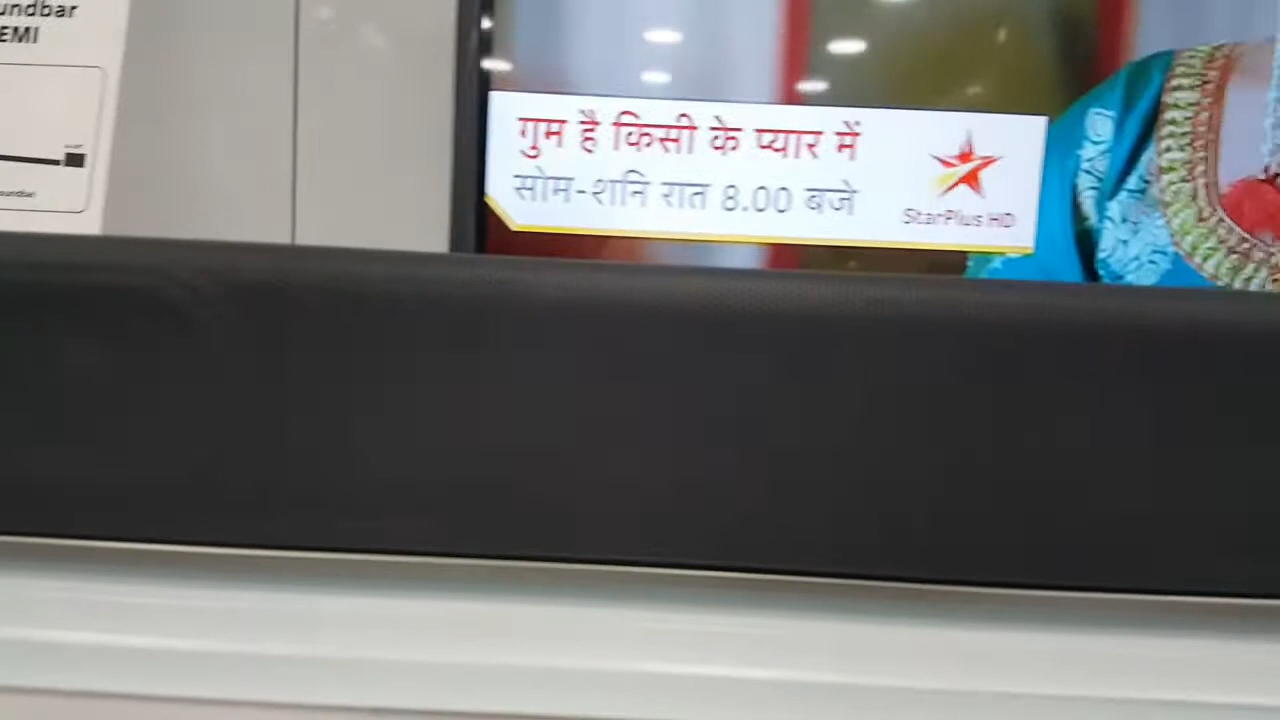 undbar
EMI
गुम है किसी के प्यार में
सोम-शनि रात 8.00 बजे
StarPlus HD